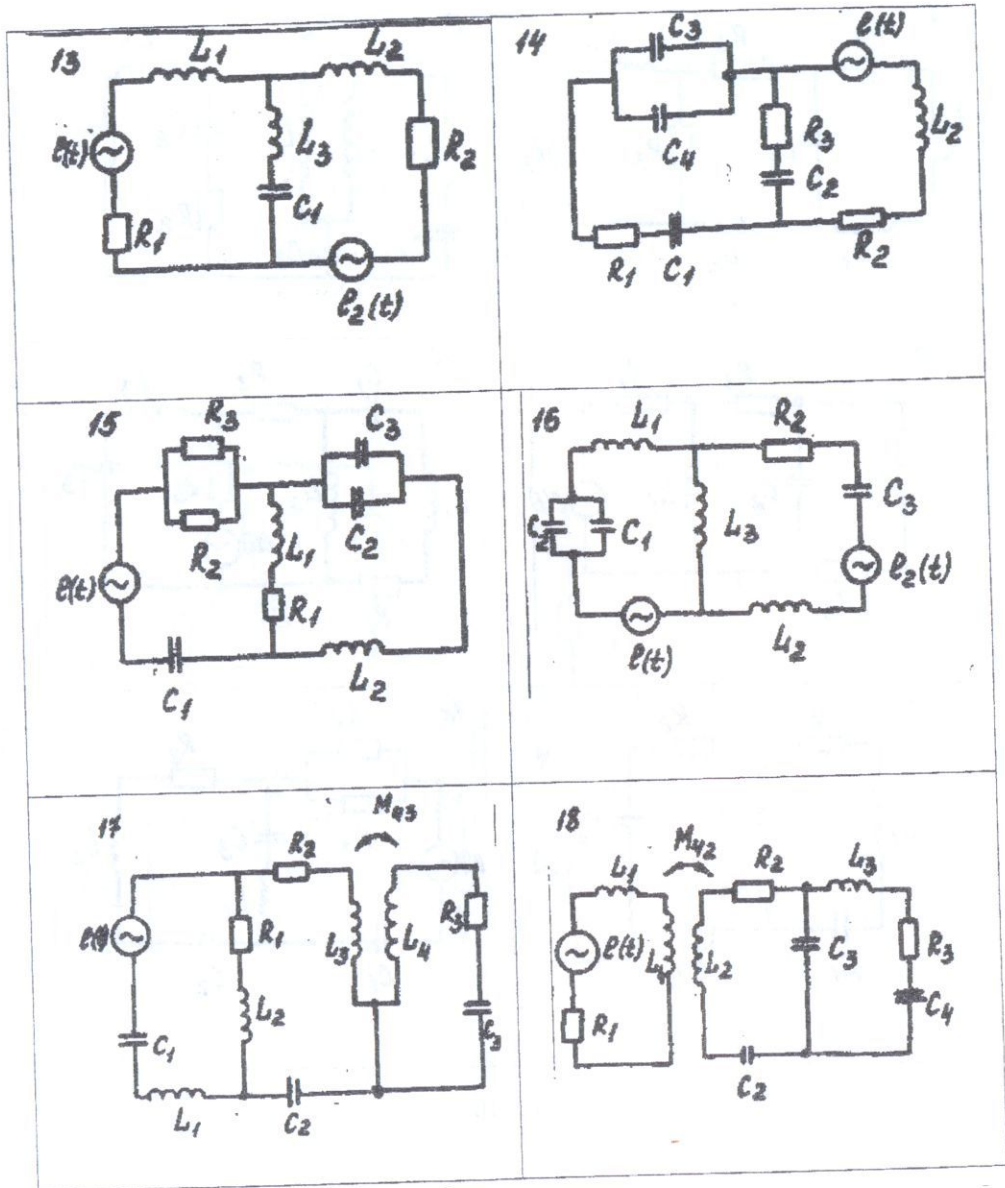 13
L1
L2
e(t)
L3
R2
C1
R1
e2(t)
14
C3
e(t)
C4
R3
L2
C2
R1
C1
R2
15
R3
C3
R2
L1
C2
e(t)
R1
C1
L2
16
L1
R2
C2
C1
L3
C3
e2(t)
e(t)
L2
17
M43
R2
e(t)
R1
L3
L4
R3
L2
C1
C3
L1
C2
18
M42
L1
R2
L3
e(t)
L4
L2
C3
R3
R1
C4
C2